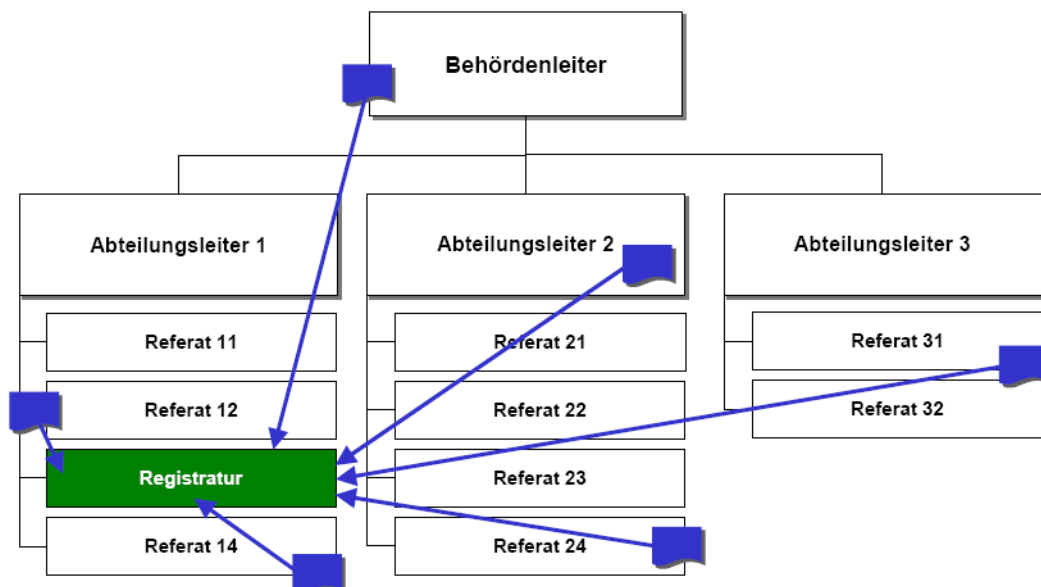 Behördenleiter
Abteilungsleiter 1
Abteilungsleiter 2
Abteilungsleiter 3
Referat 11
Referat 21
Referat 31
Referat 12
Referat 22
Referat 32
Registratur
Referat 23
Referat 14
Referat 24